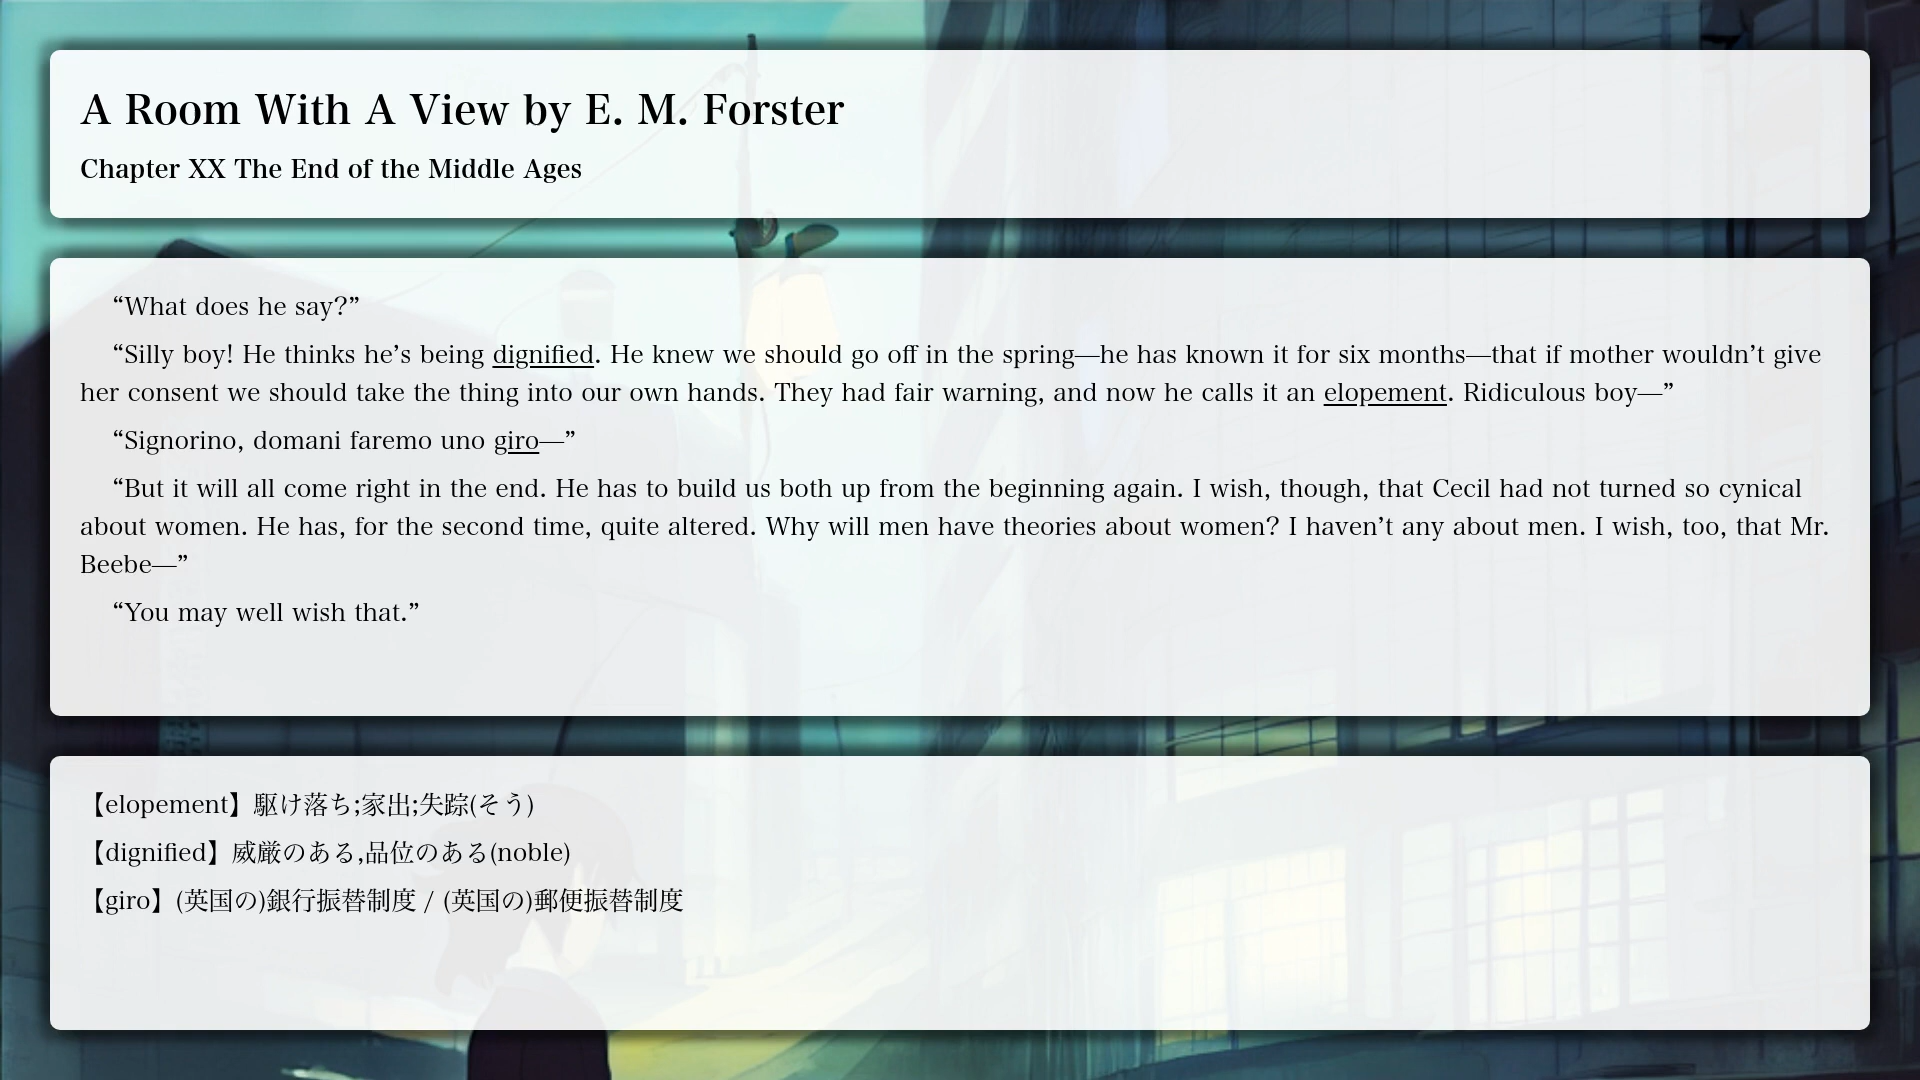 A Room With A View by E. M. Forster
Chapter XX The End of the Middle Ages
“What does he say?”
“Silly boy! He thinks he’s being dignified. He knew we should go off in the spring—he has known it for six months—that if mother wouldn’t give
her consent we should take the thing into our own hands. They had fair warning, and now he calls it an elopement. Ridiculous boy—”
“Signorino, domani faremo uno giro—”
“But it will all come right in the end. He has to build us both up from the beginning again. I wish, though, that Cecil had not turned so cynical
about women. He has, for the second time, quite altered. Why will men have theories about women? I haven’t any about men. I wish, too, that Mr.
Beebe—”
“You may well wish that.”
【elopement】駆け落ち;家出;失踪(そう)
【dignified】威厳のある,品位のある(noble)
【giro】(英国の)銀行振替制度 / (英国の)郵便振替制度